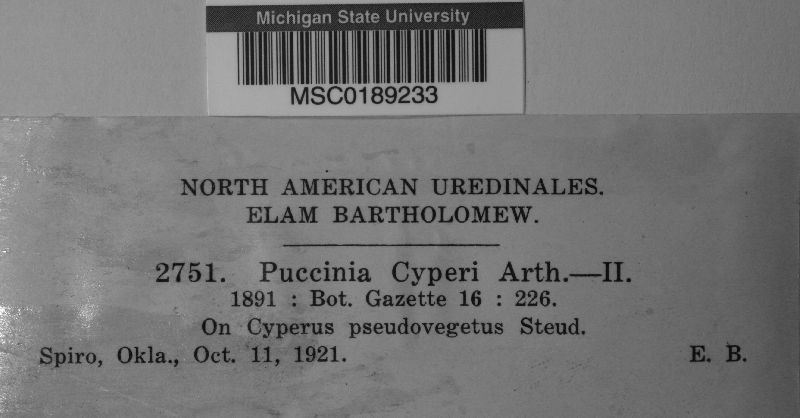 Michigan State University
MSC0189233
NORTH AMERICAN UREDINALES.
ELAM BARTHOLOMEW.
2751. Puccinia Cyperi Arth.—II.
1891 : Bot. Gazette 16 : 226.
On Cyperus pseudovegetus Steud.
Spiro, Okla., Oct. 11, 1921. E. B.